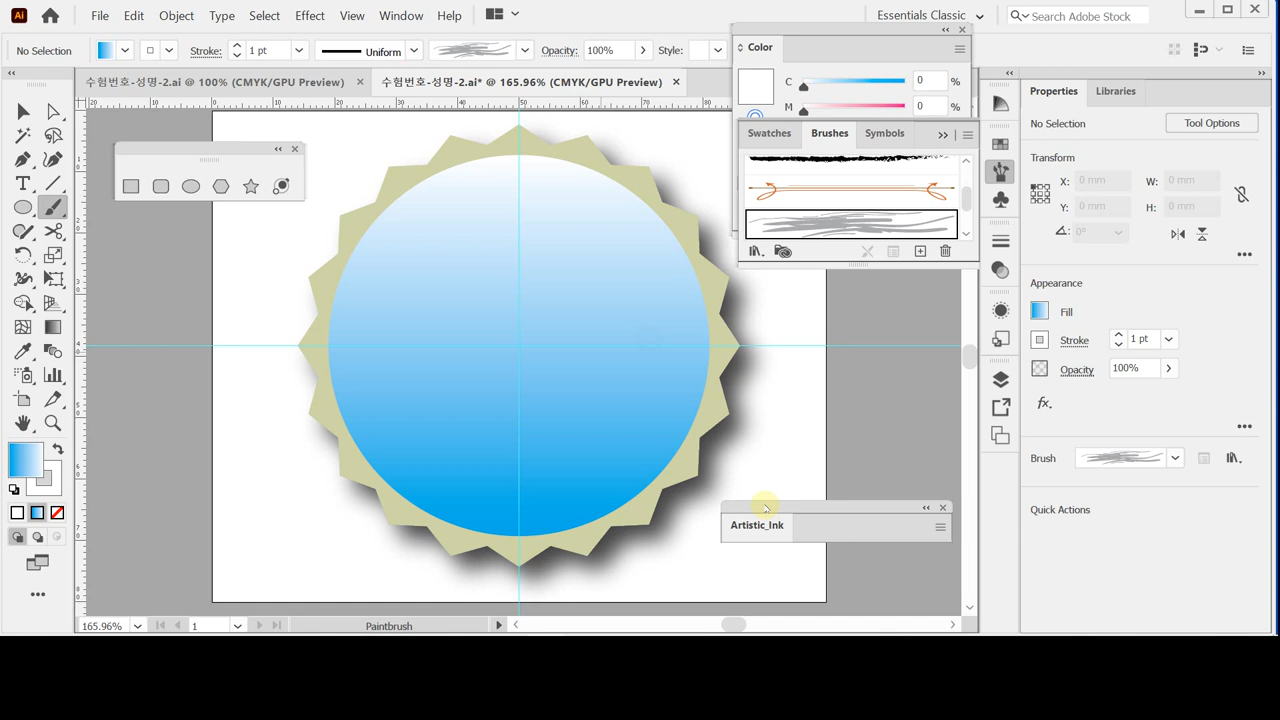 Ai File Edit Object Type Select Effect View Window Help Essentials Classic Search Adobe Stock
No Selection Stroke: 1 pt Uniform Opacity: 100% Style:
수험번호-성명-2.ai @ 100% (CMYK/GPU Preview) 수험번호-성명-2.ai* @ 165.96% (CMYK/GPU Preview)
Color
C 0 %
M 0 %
Swatches Brushes Symbols
Properties Libraries
No Selection Tool Options
Transform
X: 0 mm W: 0 mm
Y: 0 mm H: 0 mm
0°
Appearance
Fill
Stroke 1 pt
Opacity 100%
fx.
Brush
Quick Actions
Artistic_Ink
165.96% 1 Paintbrush